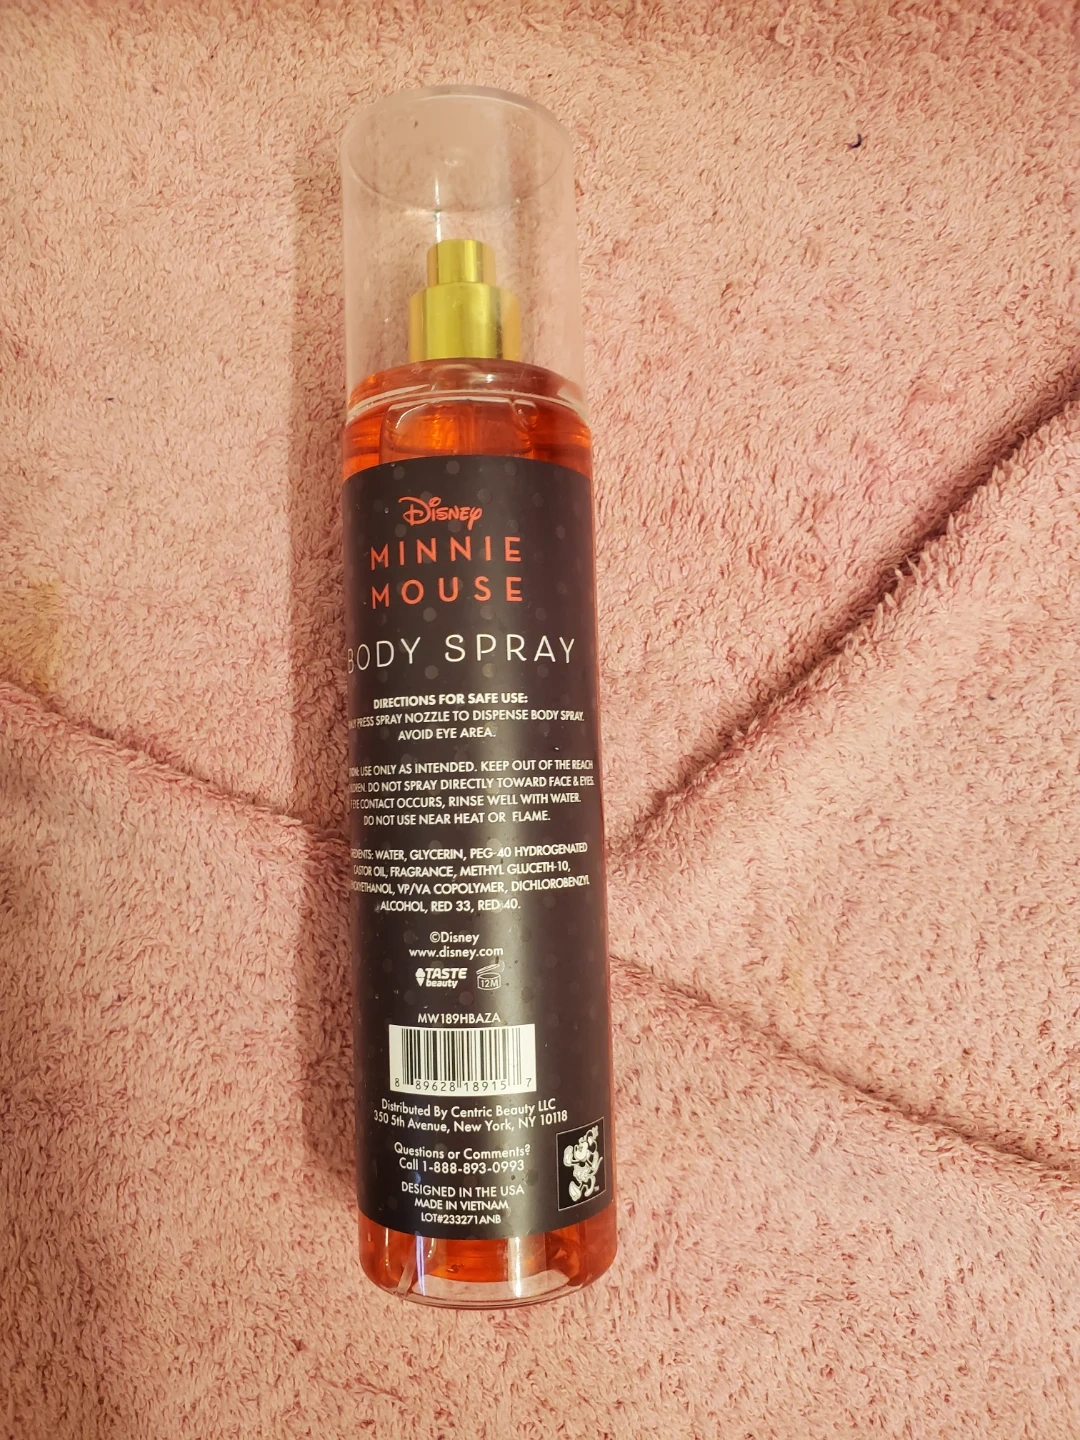 Disney
MINNIE
MOUSE
BODY SPRAY
DIRECTIONS FOR SAFE USE:
PRESS SPRAY NOZZLE TO DISPENSE BODY SPRAY.
AVOID EYE AREA.
USE ONLY AS INTENDED. KEEP OUT OF THE REACH
DO NOT SPRAY DIRECTLY TOWARD FACE & EYES.
EYE CONTACT OCCURS, RINSE WELL WITH WATER.
DO NOT USE NEAR HEAT OR FLAME.
WATER, GLYCERIN, PEG-40 HYDROGENATED
CASTOR OIL, FRAGRANCE, METHYL GLUCETH-10,
VP/VA COPOLYMER, DICHLOROBENZYL
ALCOHOL, RED 33, RED 40.
©Disney
www.disney.com
TASTE
beauty
12M
MW189HBAZA
8 89628 18915 7
Distributed By Centric Beauty LLC
350 5th Avenue, New York, NY 10118
Questions or Comments?
Call 1-888-893-0993
DESIGNED IN THE USA
MADE IN VIETNAM
LOT#233271ANB